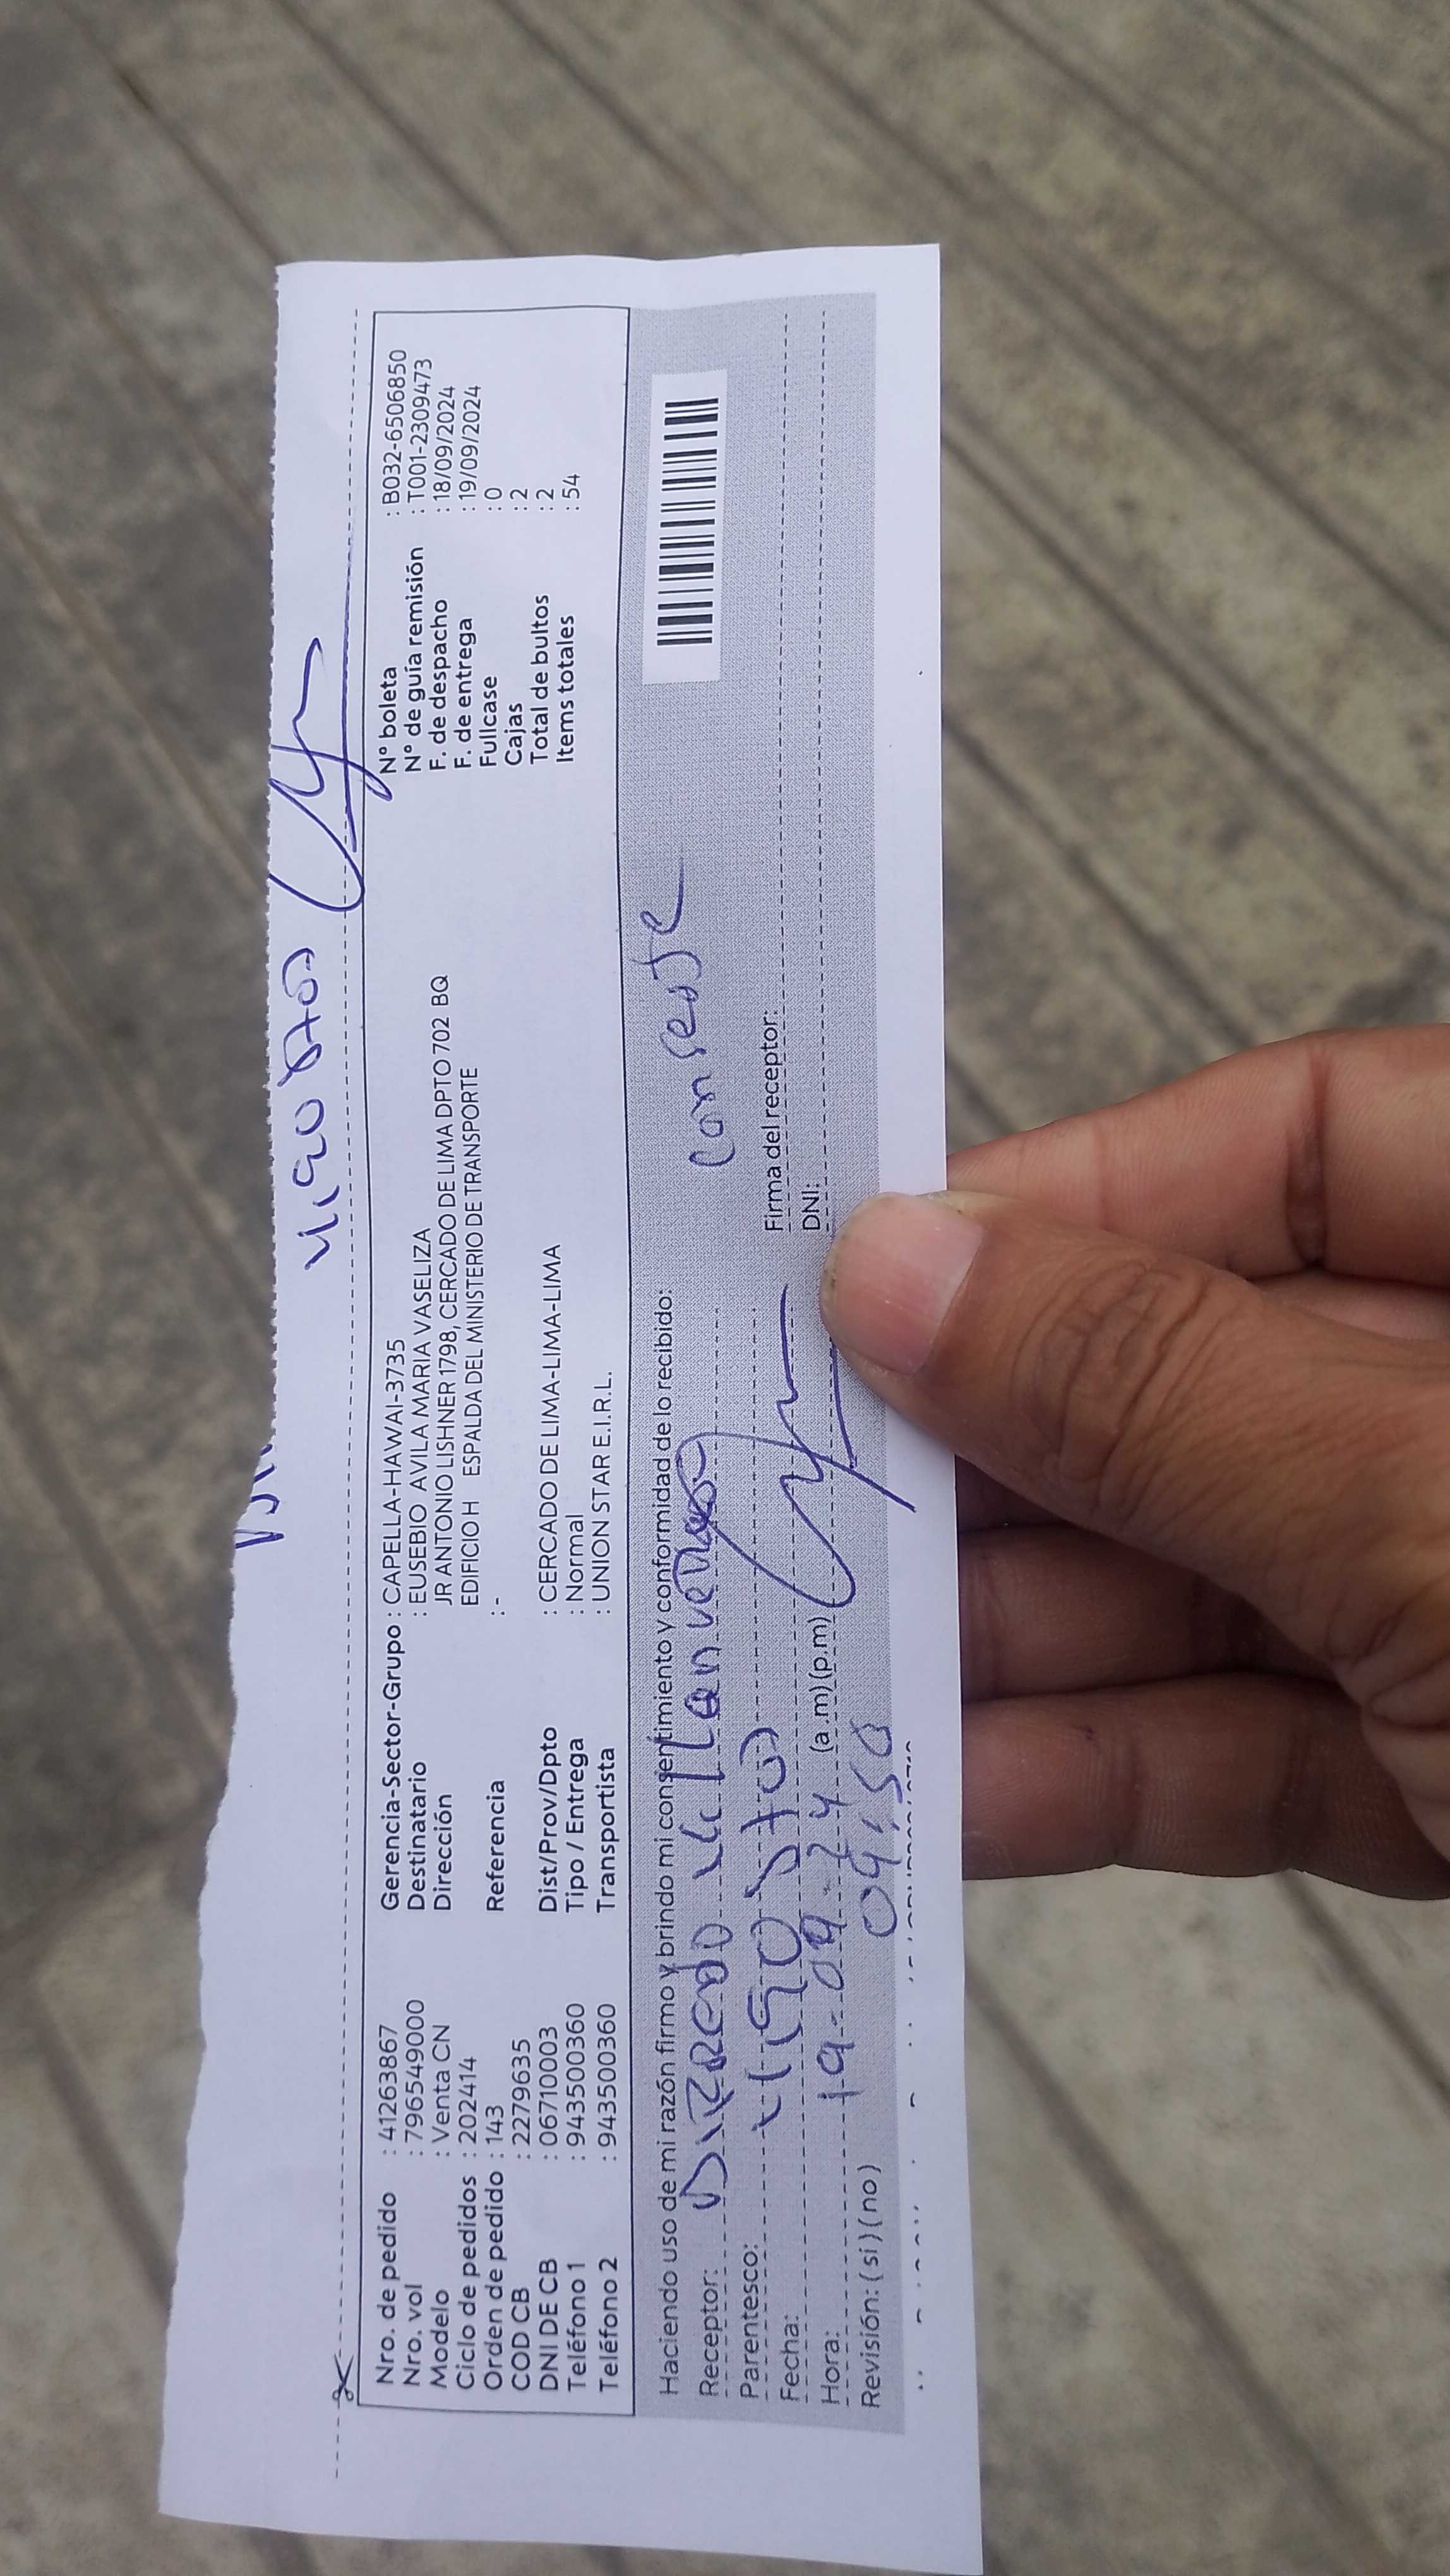 Nro. de pedido : 41263867
Nro. vol : 796549000
Modelo : Venta CN
Ciclo de pedidos : 202414
Orden de pedido : 143
COD CB : 2279635
DNI DE CB : 06710003
Teléfono 1 : 943500360
Teléfono 2 : 943500360
Gerencia-Sector-Grupo : CAPELLA-HAWAI-3735
Destinatario : EUSEBIO AVILA MARIA VASELIZA
Dirección JR ANTONIO LISHNER 1798, CERCADO DE LIMA DPTO 702 BQ
EDIFICIO H ESPALDA DEL MINISTERIO DE TRANSPORTE
Referencia : -
Dist/Prov/Dpto : CERCADO DE LIMA-LIMA-LIMA
Tipo / Entrega : Normal
Transportista : UNION STAR E.I.R.L.
N° boleta : B032-6506850
N° de guía remisión : T001-2309473
F. de despacho : 18/09/2024
F. de entrega : 19/09/2024
Fullcase : 0
Cajas : 2
Total de bultos : 2
Items totales : 54
Haciendo uso de mi razón firmo y brindo mi consentimiento y conformidad de lo recibido:
Receptor:
Parentesco:
Fecha: 19-09-24
Hora: (a.m) (p.m) 04:50
Revisión: ( si ) ( no )
Conserje
Firma del receptor:
DNI: